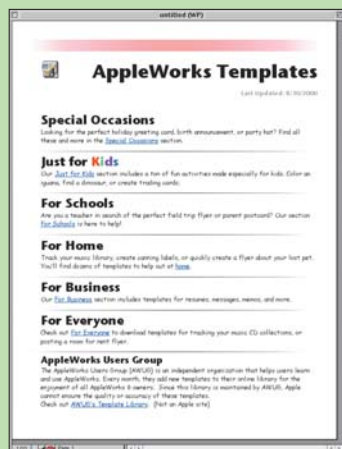 untitled (WP)
AppleWorks Templates
Last Updated: 8/30/2000
Special Occasions
Looking for the perfect holiday greeting card, birth announcement, or party hat? Find all
these and more in the Special Occasions section.
Just for Kids
Our Just for Kids section includes a ton of fun activities made especially for kids. Color an
iguana, find a dinosaur, or create trading cards.
For Schools
Are you a teacher in search of the perfect field trip flyer or parent postcard? Our section
For Schools is here to help!
For Home
Track your music library, create canning labels, or quickly create a flyer about your lost pet.
You'll find dozens of templates to help out at home.
For Business
Our For Business section includes templates for resumes, messages, memos, and more.
For Everyone
Check out For Everyone to download templates for tracking your music CD collections, or
posting a room for rent flyer.
AppleWorks Users Group
The AppleWorks Users Group (AWUG) is an independent organization that helps users learn
and use AppleWorks. Every month, they add new templates to their online library for the
enjoyment of all AppleWorks 6 owners. Since this library is maintained by AWUG, Apple
cannot ensure the quality or accuracy of these templates.
Check out AWUG's Template Library. (Not an Apple site)
100
Page 1